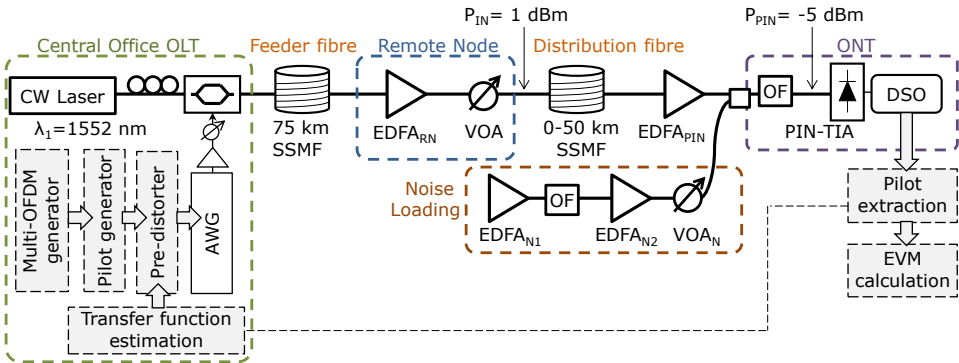 P_IN= 1 dBm
P_PIN= -5 dBm
Central Office OLT
Feeder fibre
Remote Node
Distribution fibre
ONT
CW Laser
λ₁=1552 nm
75 km
SSMF
EDFA_RN
VOA
0-50 km
SSMF
EDFA_PIN
OF
PIN-TIA
DSO
Multi-OFDM
generator
Pilot generator
Pre-distorter
AWG
Transfer function
estimation
Noise
Loading
EDFA_N1
OF
EDFA_N2
VOA_N
Pilot
extraction
EVM
calculation